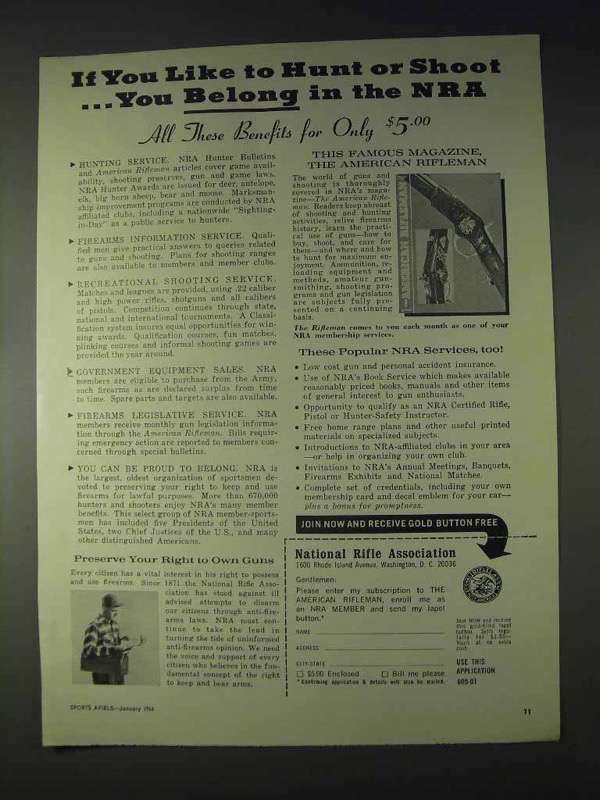 If You Like to Hunt or Shoot
...You Belong in the NRA
All These Benefits for Only $5.00
HUNTING SERVICE. NRA Hunter Bulletins
and American Rifleman articles cover game avail-
ability, shooting preserves, gun and game laws.
NRA Hunter Awards are issued for deer, antelope,
elk, big horn sheep, bear and moose. Marksman-
ship improvement programs are conducted by NRA
affiliated clubs, including a nationwide "Sighting-
in-Day" as a public service to hunters.
FIREARMS INFORMATION SERVICE. Quali-
fied men give practical answers to queries related
to guns and shooting. Plans for shooting ranges
are also available to members and member clubs.
RECREATIONAL SHOOTING SERVICE.
Matches and leagues are provided, using .22 caliber
and high power rifles, shotguns and all calibers
of pistols. Competition continues through state,
national and international tournaments. A Classi-
fication system insures equal opportunities for win-
ning awards. Qualification courses, fun matches,
plinking courses and informal shooting games are
provided the year around.
GOVERNMENT EQUIPMENT SALES. NRA
members are eligible to purchase from the Army,
such firearms as are declared surplus from time
to time. Spare parts and targets are also available.
FIREARMS LEGISLATIVE SERVICE. NRA
members receive monthly gun legislation informa-
tion through the American Rifleman. Bills requir-
ing emergency action are reported to members con-
cerned through special bulletins.
YOU CAN BE PROUD TO BELONG. NRA is
the largest, oldest organization of sportsmen de-
voted to preserving your right to keep and use
firearms for lawful purposes. More than 670,000
hunters and shooters enjoy NRA's many member
benefits. This select group of NRA member-sports-
men has included five Presidents of the United
States, two Chief Justices of the U.S., and many
other distinguished Americans.
Preserve Your Right to Own Guns
Every citizen has a vital interest in his right to possess
and use firearms. Since 1871 the National Rifle Asso-
ciation has stood against ill
advised attempts to disarm
our citizens through anti-fire-
arms laws. NRA must con-
tinue to take the lead in
turning the tide of uninformed
anti-firearms opinion. We need
the voice and support of every
citizen who believes in the fun-
damental concept of the right
to keep and bear arms.
THIS FAMOUS MAGAZINE,
THE AMERICAN RIFLEMAN
The world of guns and
shooting is thoroughly
covered in NRA's maga-
zine—The American Rifle-
man. Readers keep abreast
of shooting and hunting
activities, relive firearms
history, learn the practi-
cal use of guns—how to
buy, shoot, and care for
them—and where and how
to hunt for maximum en-
joyment. Ammunition, re-
loading equipment and
methods, amateur gun-
smithing, shooting pro-
grams and gun legislation
are subjects fully pre-
sented on a continuing
basis.
AMERICAN RIFLEMAN
The Rifleman comes to you each month as one of your
NRA membership services.
These Popular NRA Services, too!
• Low cost gun and personal accident insurance.
• Use of NRA's Book Service which makes available
reasonably priced books, manuals and other items
of general interest to gun enthusiasts.
• Opportunity to qualify as an NRA Certified Rifle,
Pistol or Hunter-Safety Instructor.
• Free home range plans and other useful printed
materials on specialized subjects.
• Introductions to NRA-affiliated clubs in your area
—or help in organizing your own club.
• Invitations to NRA's Annual Meetings, Banquets,
Firearms Exhibits and National Matches.
• Complete set of credentials, including your own
membership card and decal emblem for your car—
plus a bonus for promptness.
JOIN NOW AND RECEIVE GOLD BUTTON FREE
National Rifle Association
1600 Rhode Island Avenue, Washington, D. C. 20036
Gentlemen:
Please enter my subscription to THE
AMERICAN RIFLEMAN, enroll me as
an NRA MEMBER and send my lapel
button.*
NAME
ADDRESS
CITY-STATE
$5.00 Enclosed Bill me please
* Confirming application & details will also be mailed.
Join NOW and receive
this gold-filled lapel
button.
USE THIS
APPLICATION
605-01
SPORTS AFIELD—January 1966
11